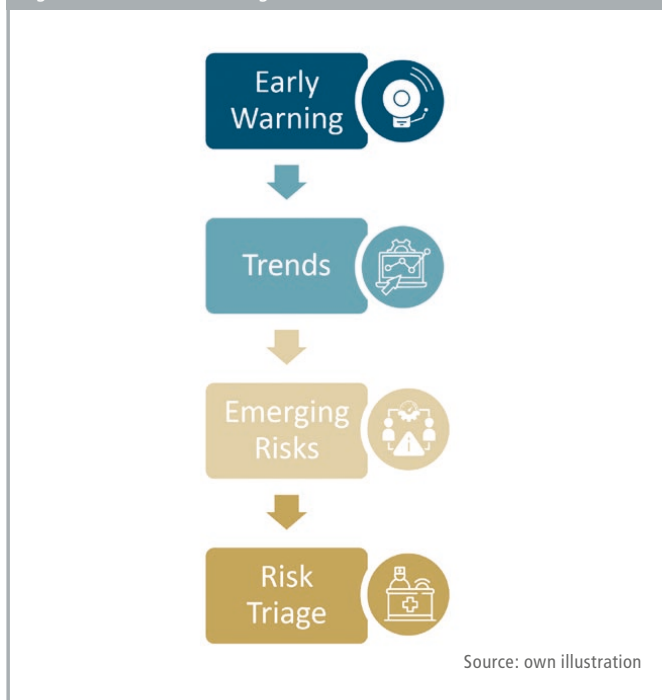 Early
Warning
Trends
Emerging
Risks
Risk
Triage
Source: own illustration